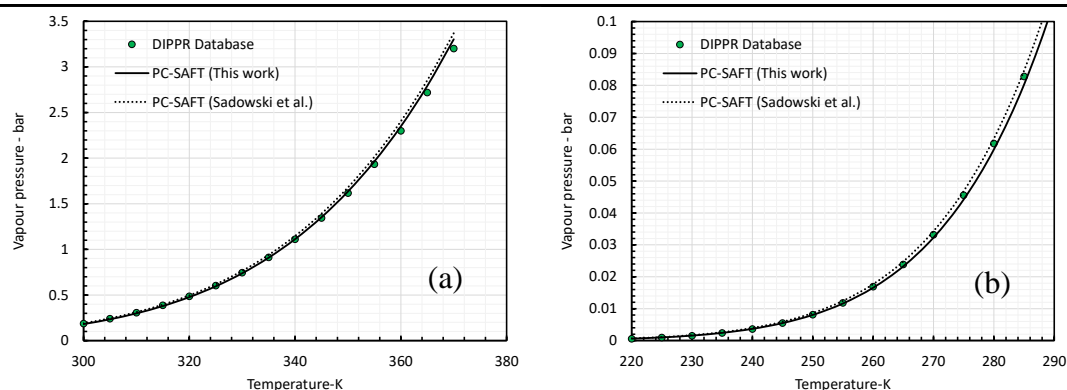 3.5
3
2.5
2
1.5
1
0.5
0
Vapour pressure - bar
DIPPR Database
PC-SAFT (This work)
PC-SAFT (Sadowski et al.)
(a)
300 320 340 360 380
Temperature-K
0.1
0.09
0.08
0.07
0.06
0.05
0.04
0.03
0.02
0.01
0
Vapour pressure - bar
DIPPR Database
PC-SAFT (This work)
PC-SAFT (Sadowski et al.)
(b)
220 230 240 250 260 270 280 290
Temperature-K